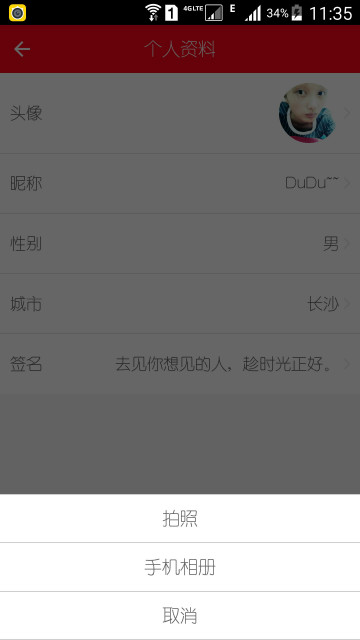 1 4G LTE E 34% 11:35
个人资料
头像
昵称 DuDu~~
性别 男
城市 长沙
签名 去见你想见的人，趁时光正好。
拍照
手机相册
取消